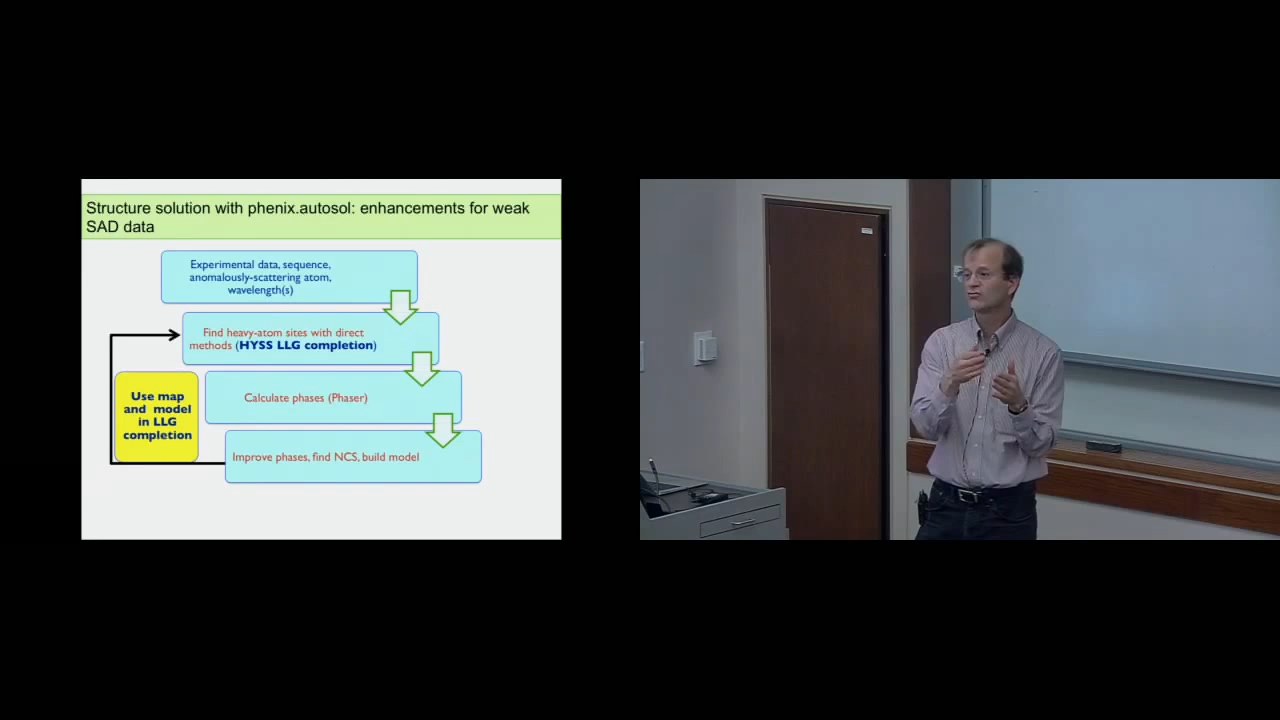 Structure solution with phenix.autosol: enhancements for weak
SAD data
Experimental data, sequence,
anomalously-scattering atom,
wavelength(s)
Find heavy-atom sites with direct
methods (HYSS LLG completion)
Use map
and model
in LLG
completion
Calculate phases (Phaser)
Improve phases, find NCS, build model